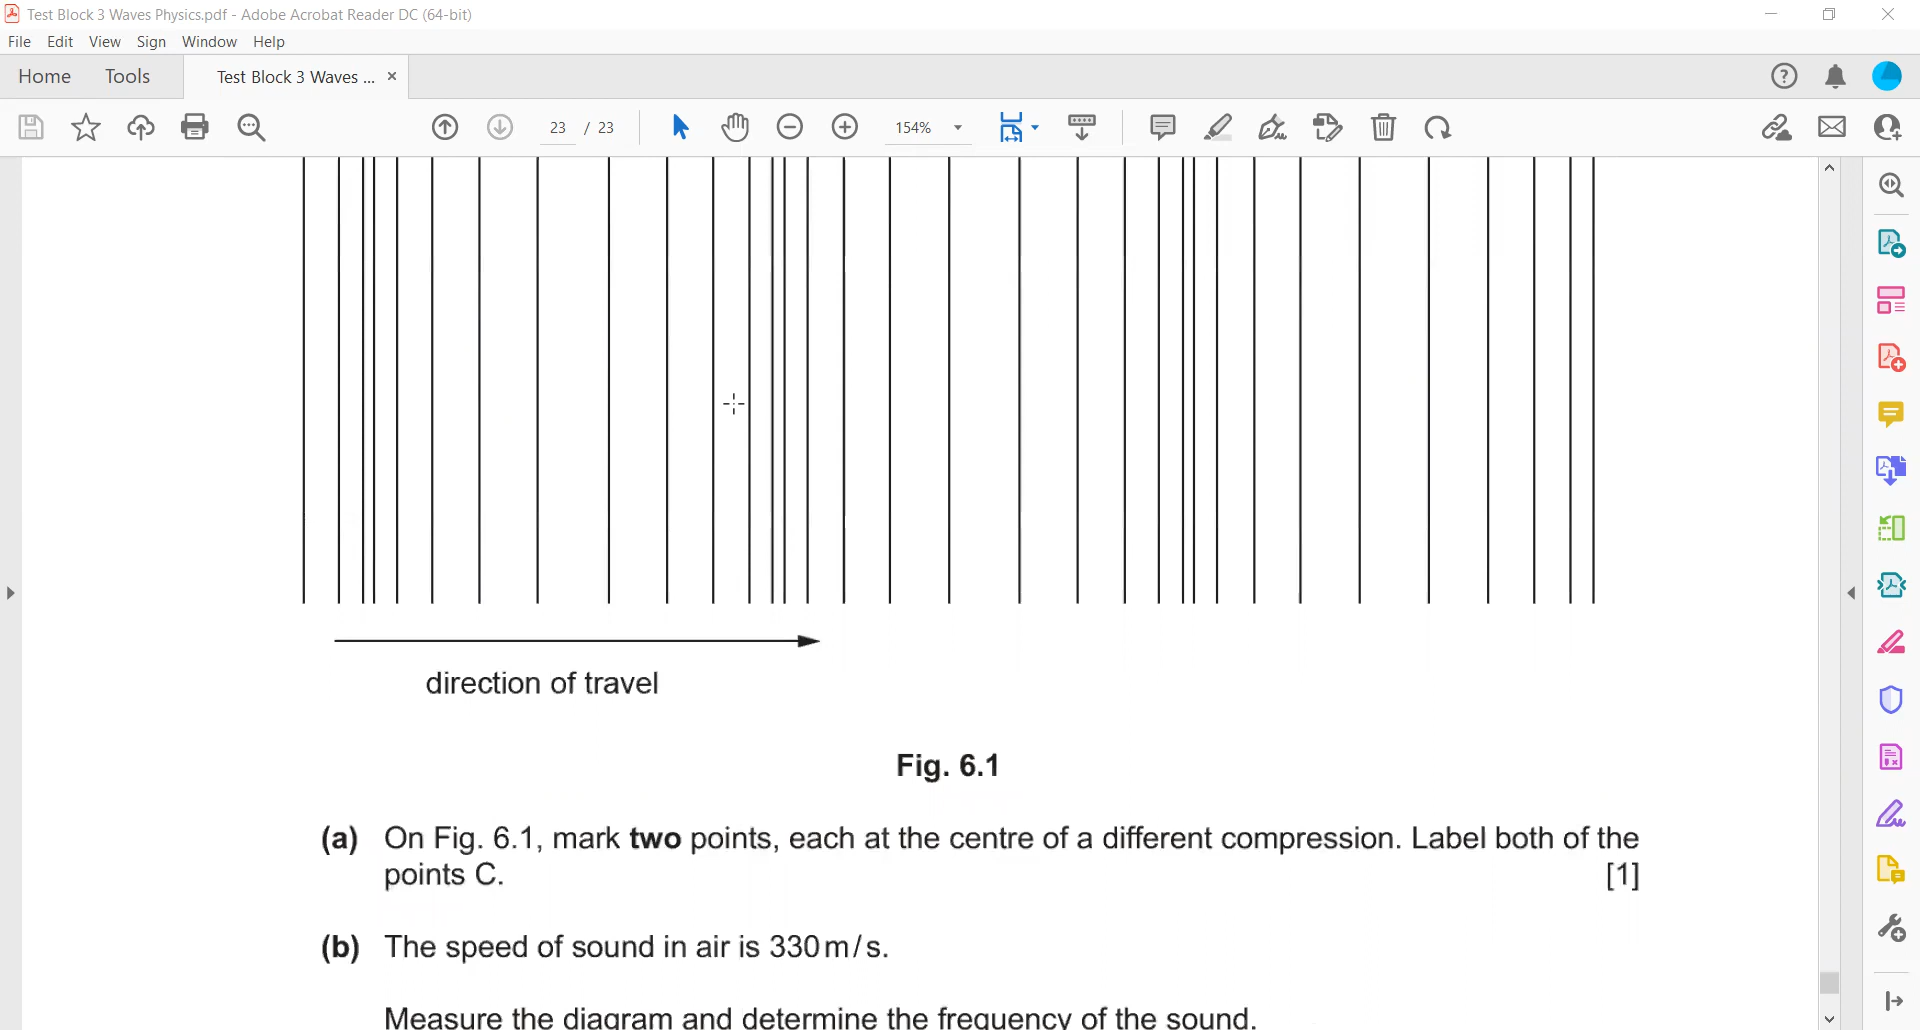 Test Block 3 Waves Physics.pdf - Adobe Acrobat Reader DC (64-bit)
File Edit View Sign Window Help
Home Tools Test Block 3 Waves ... ×
23 / 23 154%
direction of travel
Fig. 6.1
(a) On Fig. 6.1, mark two points, each at the centre of a different compression. Label both of the
points C. [1]
(b) The speed of sound in air is 330 m/s.
Measure the diagram and determine the frequency of the sound.